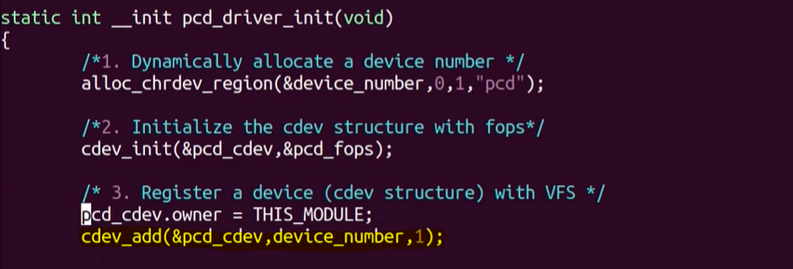 static int __init pcd_driver_init(void)
{
/*1. Dynamically allocate a device number */
alloc_chrdev_region(&device_number,0,1,"pcd");
/*2. Initialize the cdev structure with fops*/
cdev_init(&pcd_cdev,&pcd_fops);
/* 3. Register a device (cdev structure) with VFS */
pcd_cdev.owner = THIS_MODULE;
cdev_add(&pcd_cdev,device_number,1);